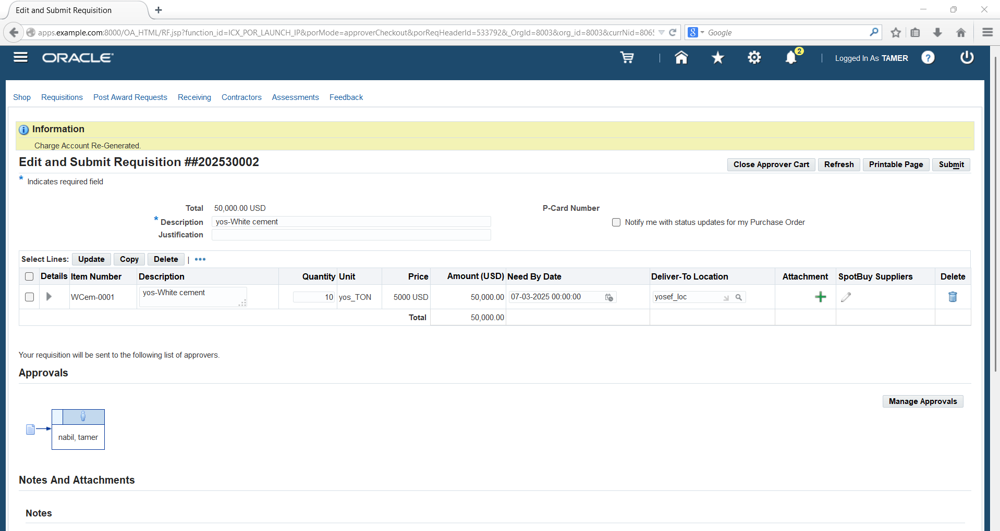 Edit and Submit Requisition
apps.example.com:8000/OA_HTML/RF.jsp?function_id=ICX_POR_LAUNCH_IP&porMode=approverCheckout&porReqHeaderId=533792&_OrgId=8003&org_id=8003&currNid=8065
8 Google
ORACLE
2
Logged In As TAMER
?
Shop Requisitions Post Award Requests Receiving Contractors Assessments Feedback
i Information
Charge Account Re-Generated.
Edit and Submit Requisition ##202530002
Close Approver Cart Refresh Printable Page Submit
* Indicates required field
Total 50,000.00 USD P-Card Number
* Description yos-White cement Notify me with status updates for my Purchase Order
Justification
Select Lines: Update Copy Delete | •••
Details Item Number Description Quantity Unit Price Amount (USD) Need By Date Deliver-To Location Attachment SpotBuy Suppliers Delete
WCem-0001 yos-White cement 10 yos_TON 5000 USD 50,000.00 07-03-2025 00:00:00 yosef_loc
Total 50,000.00
Your requisition will be sent to the following list of approvers.
Approvals
Manage Approvals
nabil, tamer
Notes And Attachments
Notes